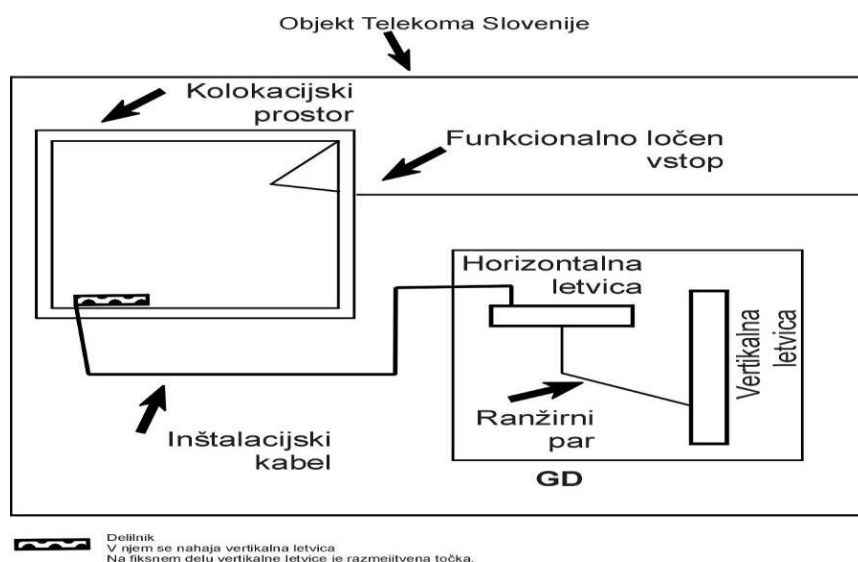 Objekt Telekoma Slovenije
Kolokacijski
prostor
Funkcionalno ločen
vstop
Horizontalna
letvica
Vertikalna
letvica
Ranžirni
par
Inštalacijski
kabel
GD
Delilnik
V njem se nahaja vertikalna letvica
Na fiksnem delu vertikalne letvice je razmejitvena točka.